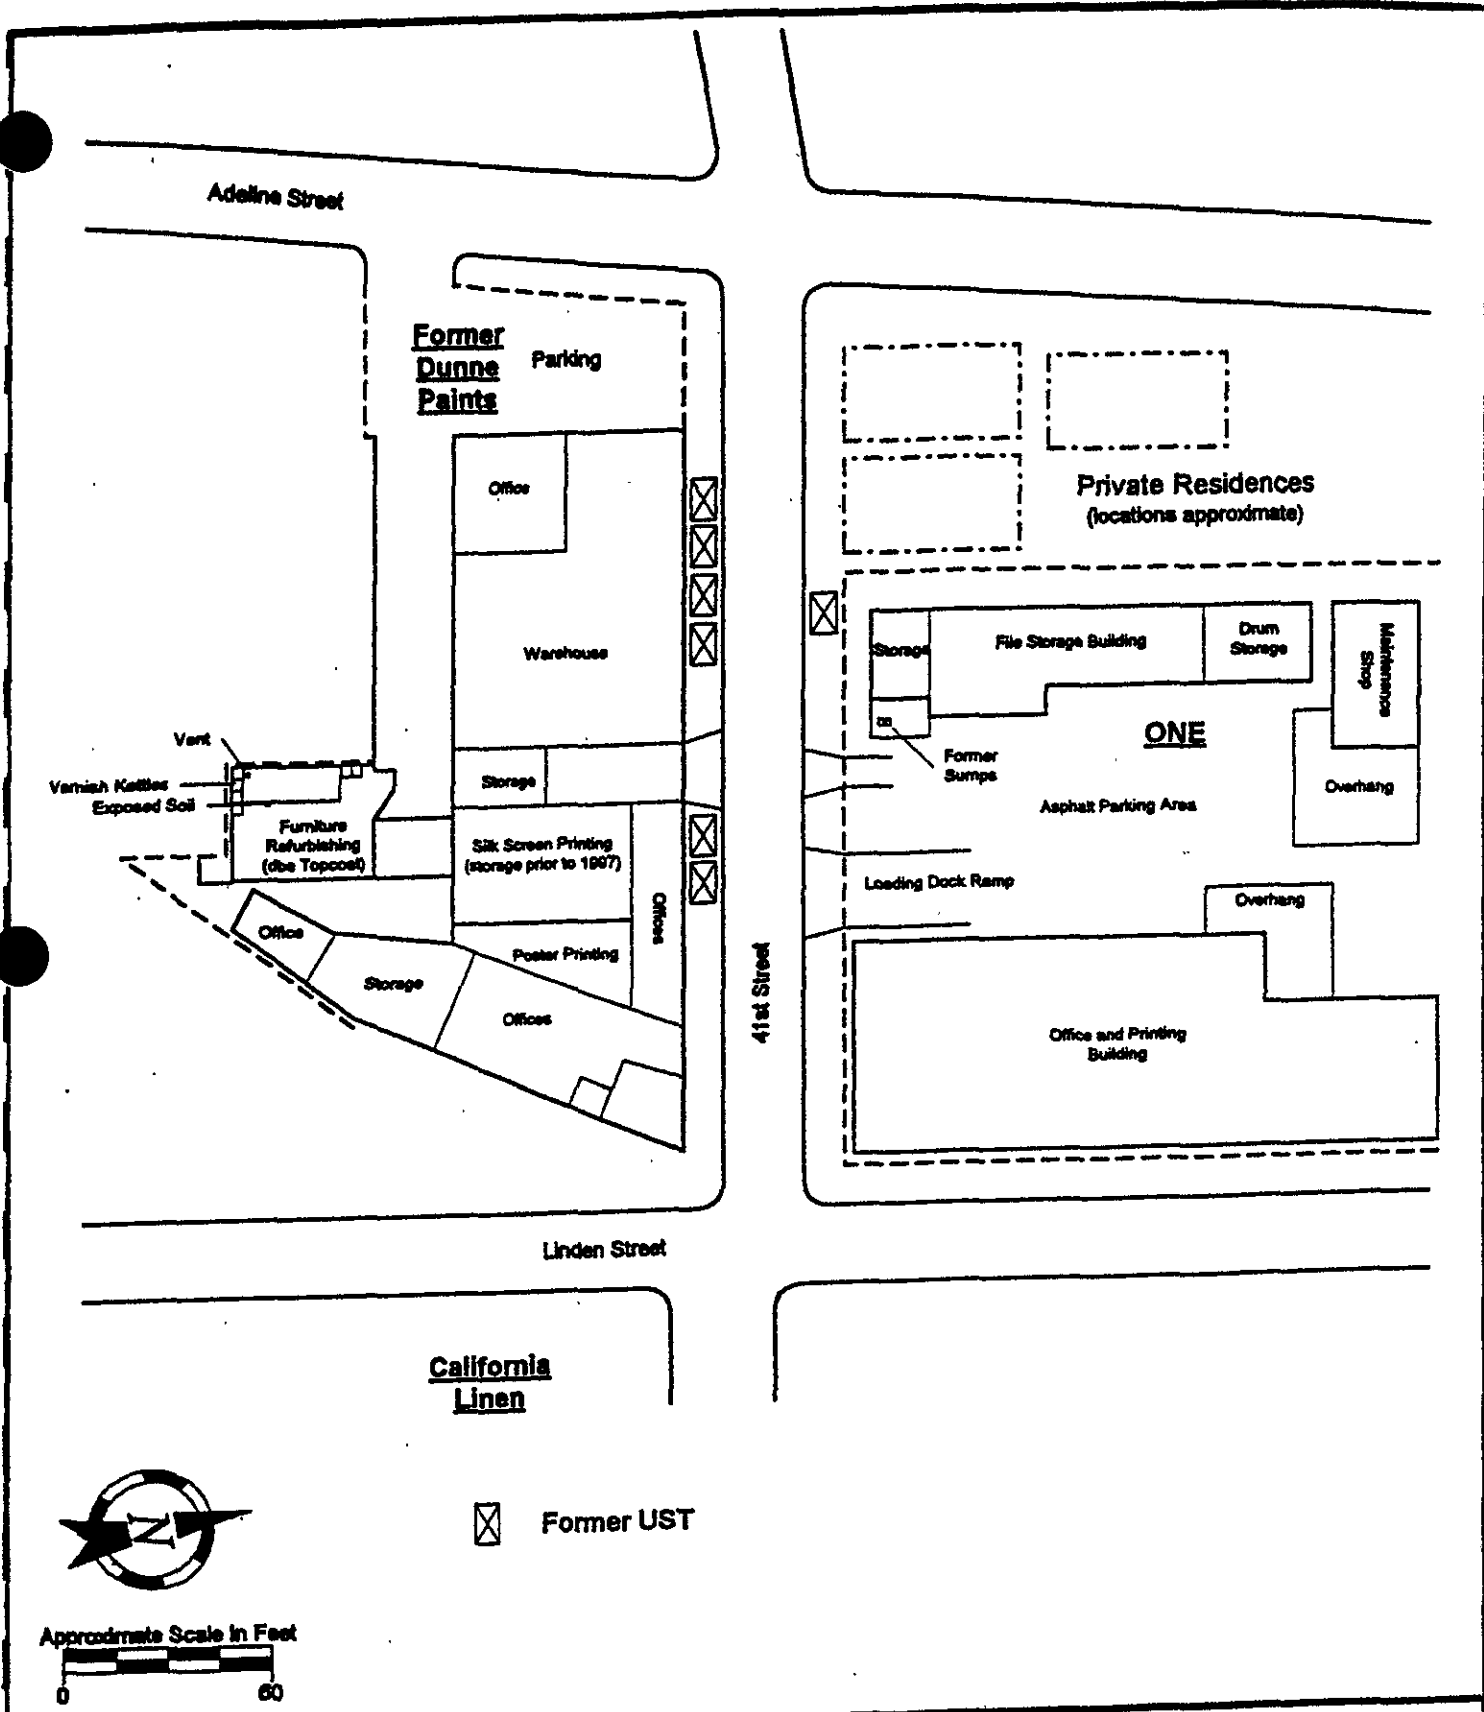 Adeline Street
Former
Dunne
Paints
Parking
Office
Private Residences
(locations approximate)
Warehouse
Storage
File Storage Building
Drum
Storage
Maintenance
Shop
ONE
Former
Sumps
Vent
Varnish Kettles
Exposed Soil
Storage
Overhang
Asphalt Parking Area
Furniture
Refurbishing
(dba Topcoat)
Silk Screen Printing
(storage prior to 1997)
Offices
Loading Dock Ramp
Overhang
Office
Poster Printing
Storage
Offices
41st Street
Office and Printing
Building
Linden Street
California
Linen
N
Former UST
Approximate Scale in Feet
0
60